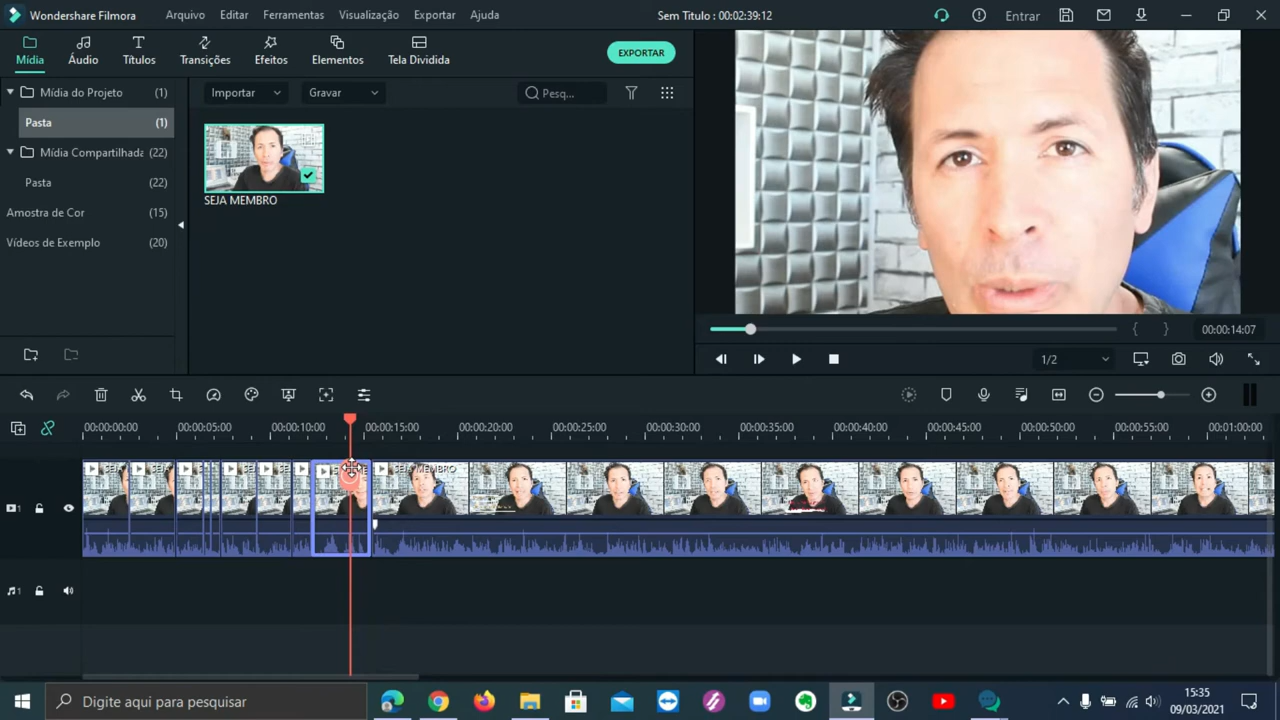 Wondershare Filmora
Arquivo Editar Ferramentas Visualização Exportar Ajuda
Sem Titulo : 00:02:39:12
Entrar
Mídia Áudio Títulos Transições Efeitos Elementos Tela Dividida
EXPORTAR
Mídia do Projeto (1)
Pasta (1)
Mídia Compartilhada (22)
Pasta (22)
Amostra de Cor (15)
Vídeos de Exemplo (20)
Importar Gravar Pesq...
SEJA MEMBRO
{ } 00:00:14:07
1/2
00:00:00:00 00:00:05:00 00:00:10:00 00:00:15:00 00:00:20:00 00:00:25:00 00:00:30:00 00:00:35:00 00:00:40:00 00:00:45:00 00:00:50:00 00:00:55:00 00:01:00:00
SEJA MEMBRO
1
1
Digite aqui para pesquisar
15:35
09/03/2021